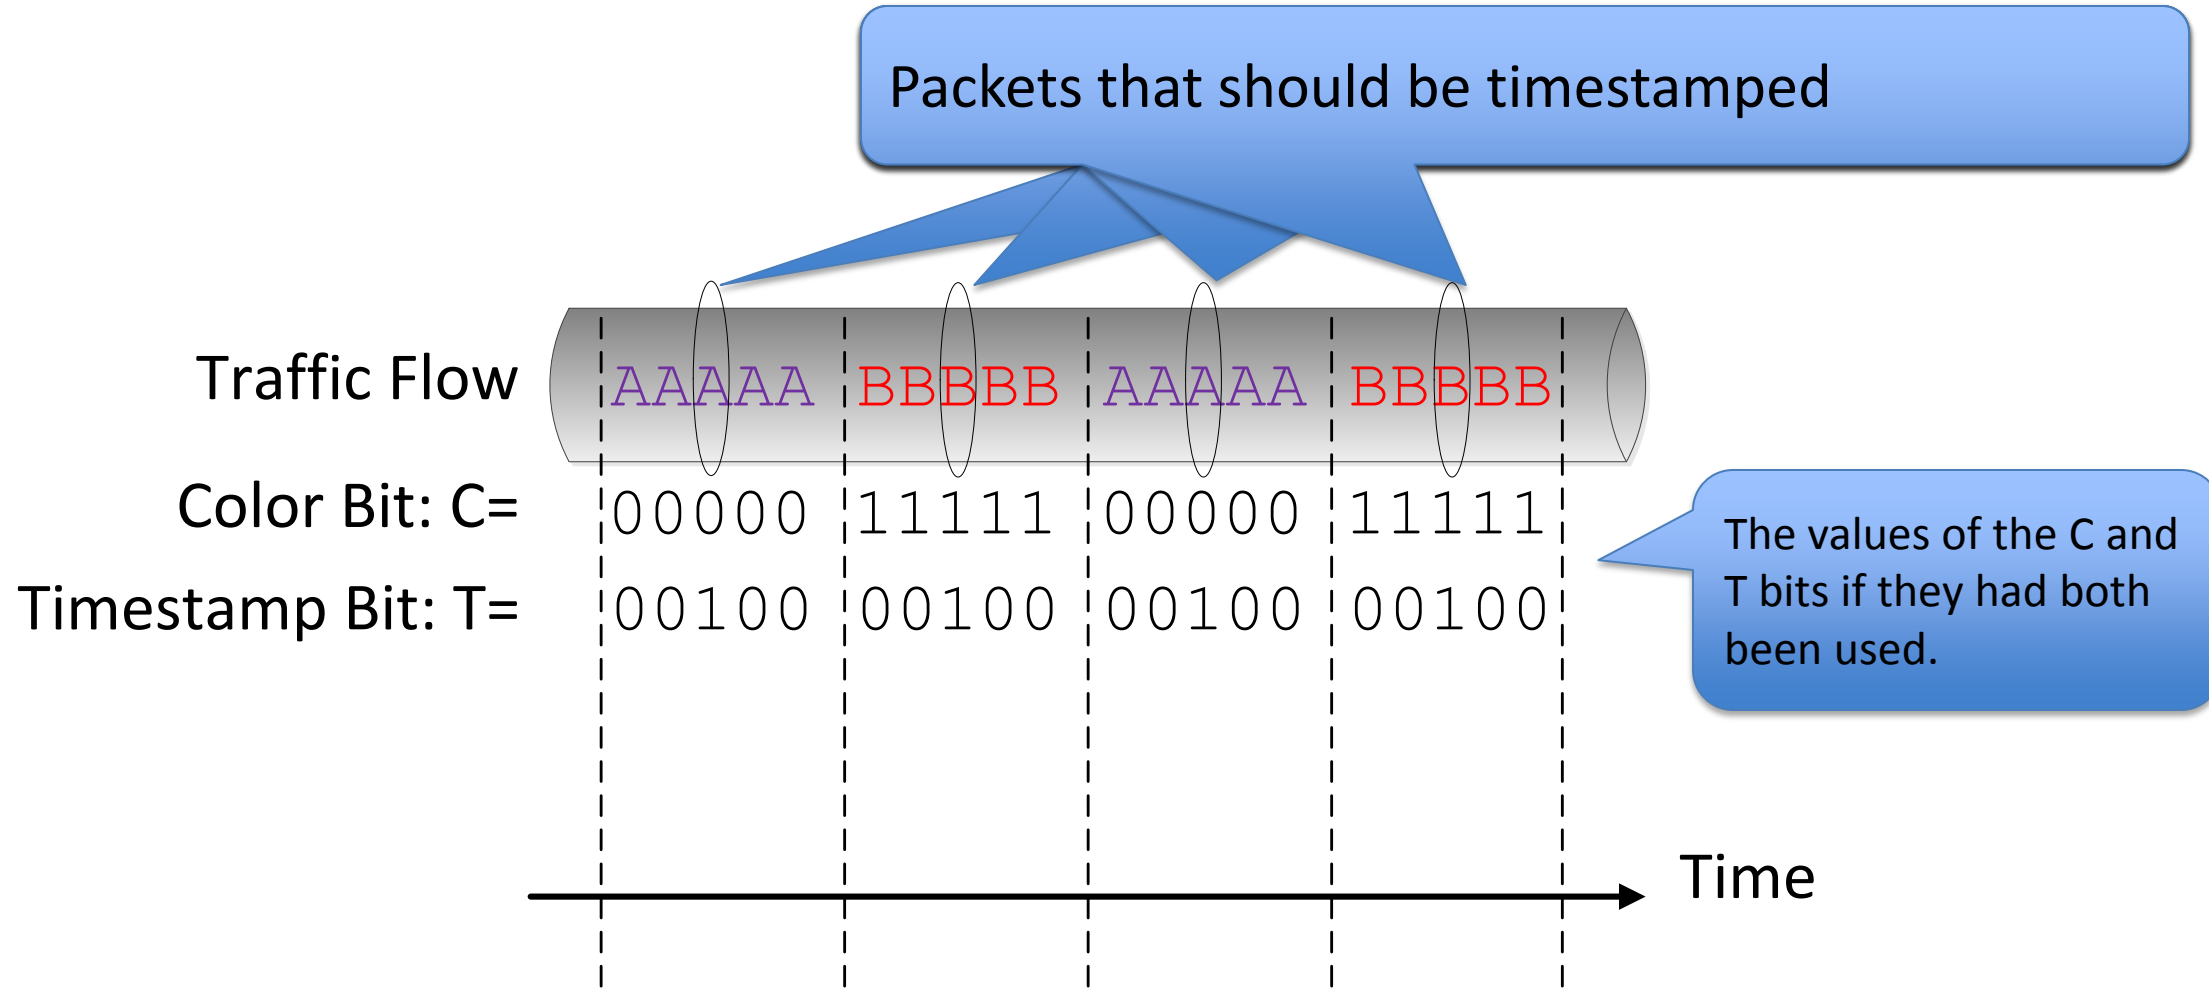 Packets that should be timestamped
Traffic Flow AAAAA BBBBB AAAAA BBBBB
Color Bit: C= 00000 11111 00000 11111
Timestamp Bit: T= 00100 00100 00100 00100
The values of the C and
T bits if they had both
been used.
Time